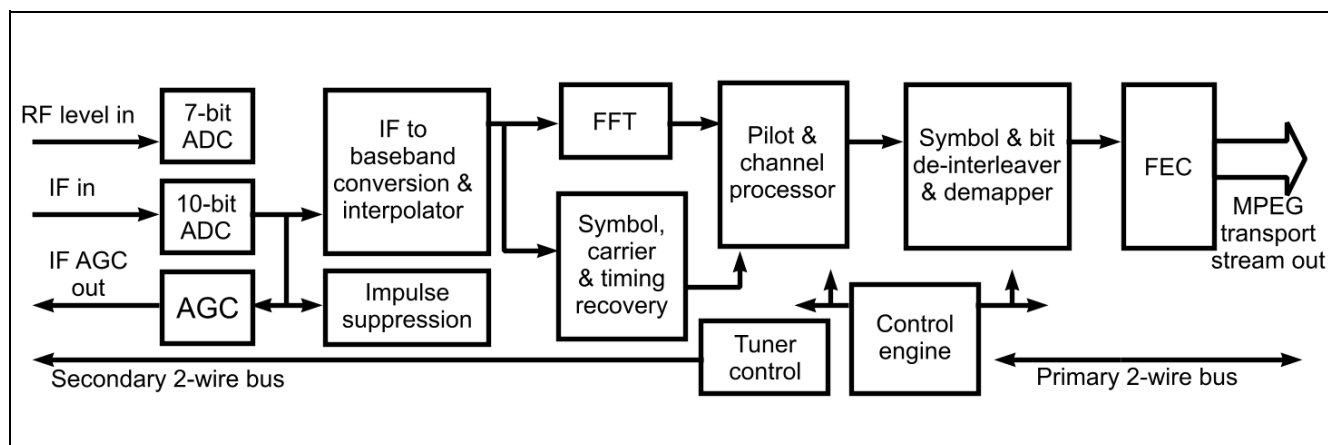 RF level in
7-bit
ADC
IF in
10-bit
ADC
IF AGC
out
AGC
IF to
baseband
conversion &
interpolator
Impulse
suppression
FFT
Symbol,
carrier
& timing
recovery
Pilot &
channel
processor
Symbol & bit
de-interleaver
& demapper
FEC
MPEG
transport
stream out
Tuner
control
Control
engine
Secondary 2-wire bus
Primary 2-wire bus